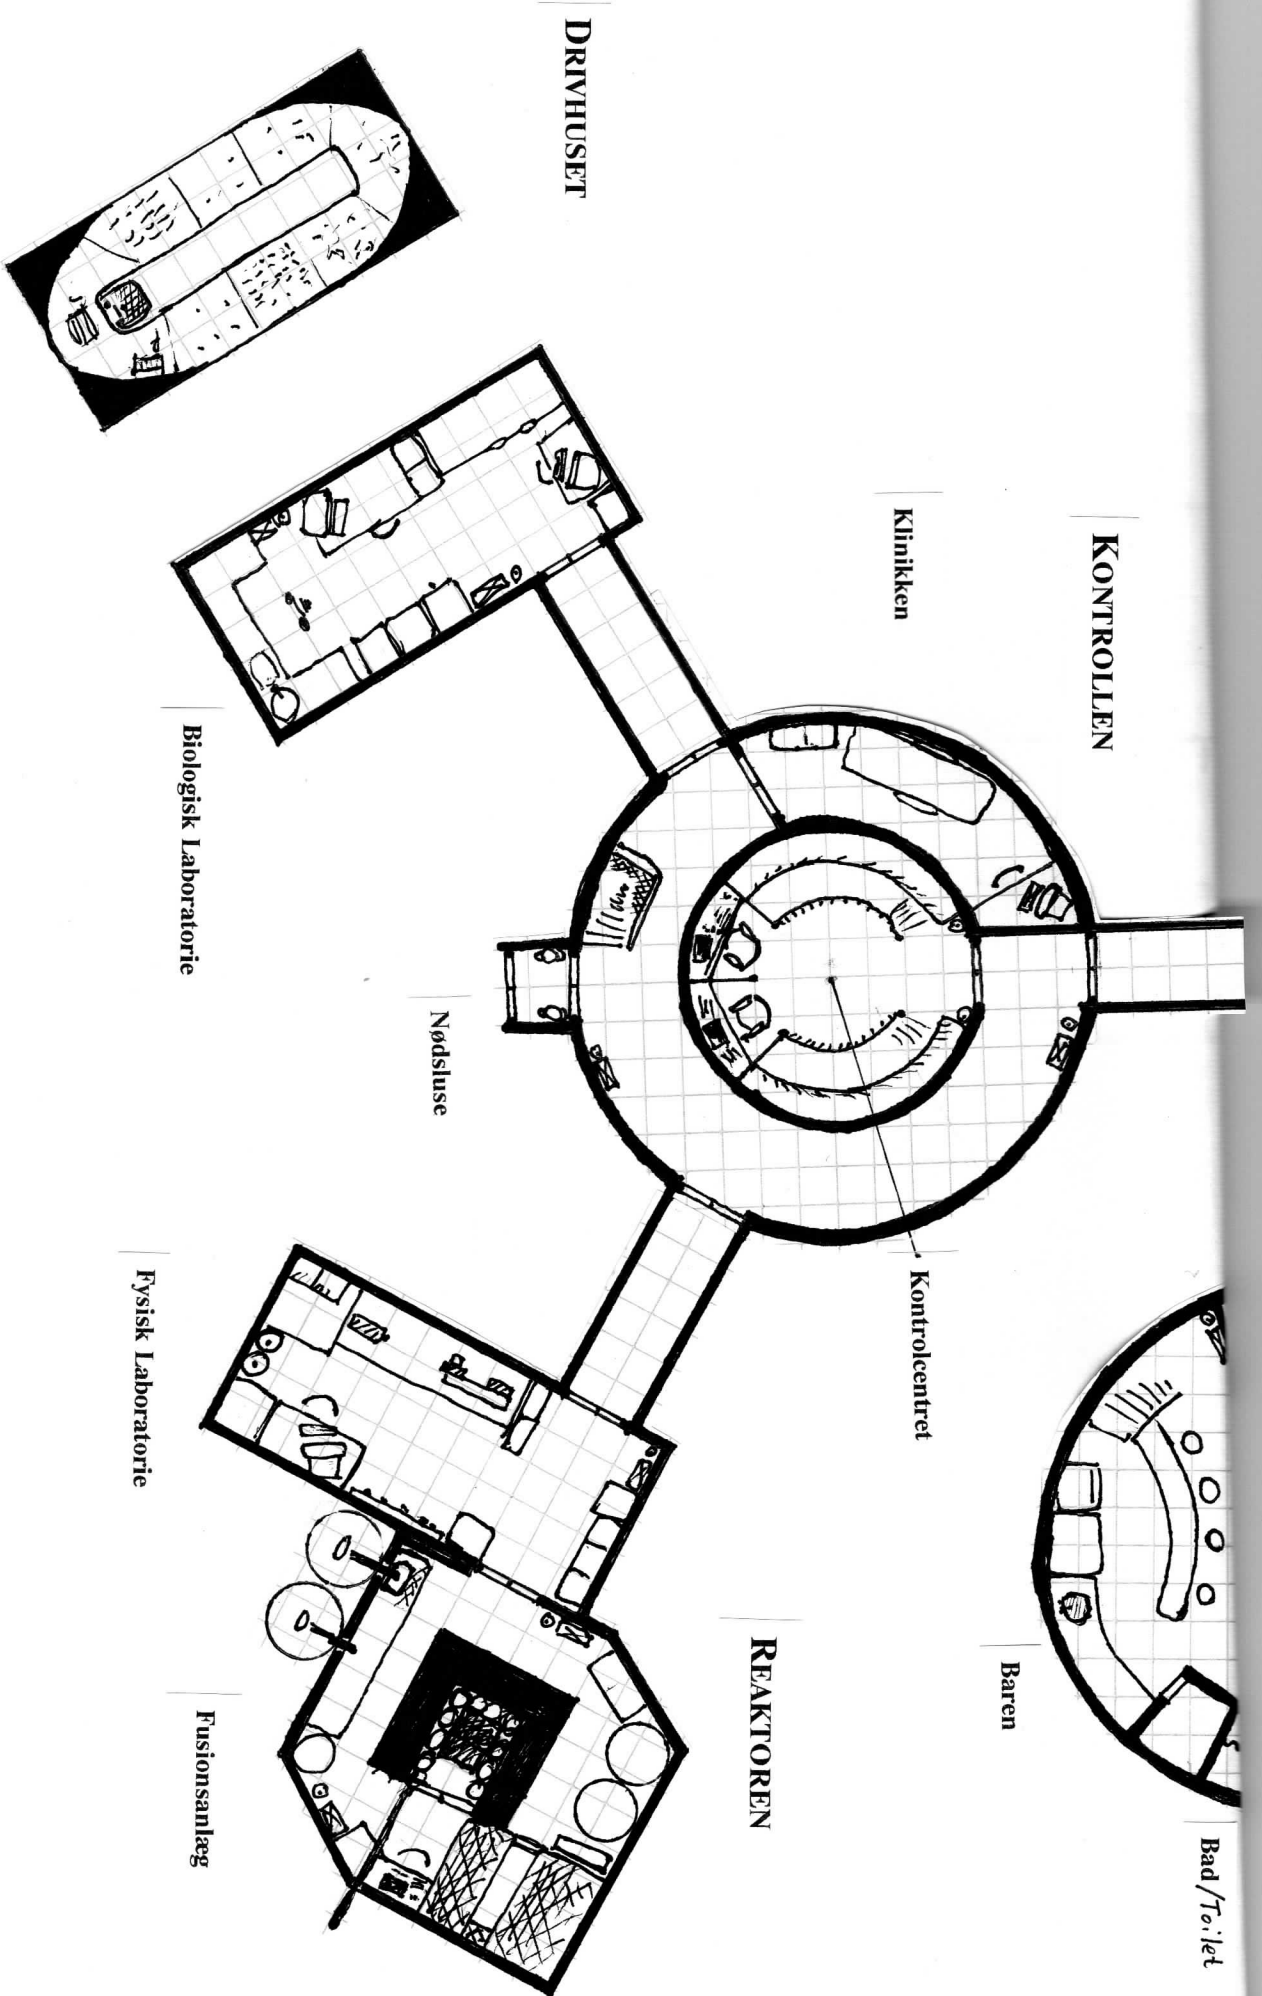 DRIVHUSET
KONTROLLEN
Klinikken
Biologisk Laboratorie
Nødsluse
Kontrolcentret
Fysisk Laboratorie
Baren
REAKTOREN
Fusionsanlæg
Bad/Toilet